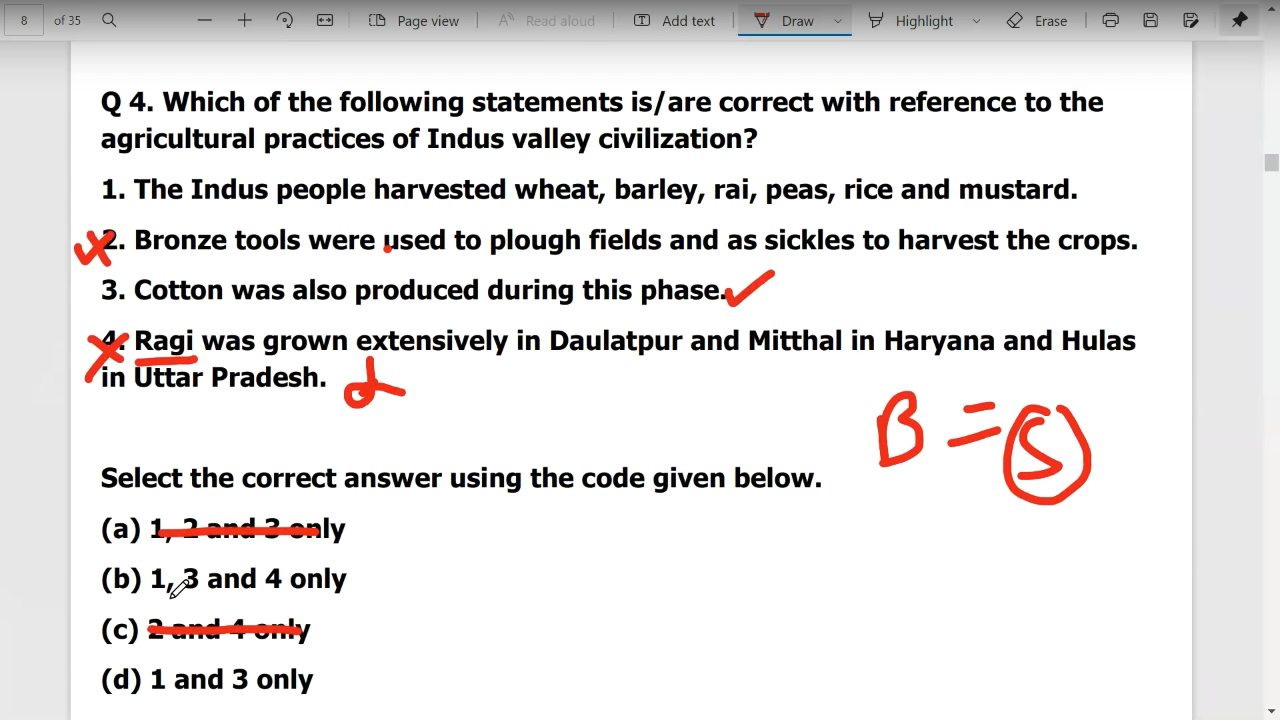 8 of 35 Page view Read aloud Add text Draw Highlight Erase
Q 4. Which of the following statements is/are correct with reference to the
agricultural practices of Indus valley civilization?
1. The Indus people harvested wheat, barley, rai, peas, rice and mustard.
2. Bronze tools were used to plough fields and as sickles to harvest the crops.
3. Cotton was also produced during this phase.
4. Ragi was grown extensively in Daulatpur and Mitthal in Haryana and Hulas
in Uttar Pradesh.
B = S
Select the correct answer using the code given below.
(a) 1, 2 and 3 only
(b) 1, 3 and 4 only
(c) 2 and 4 only
(d) 1 and 3 only